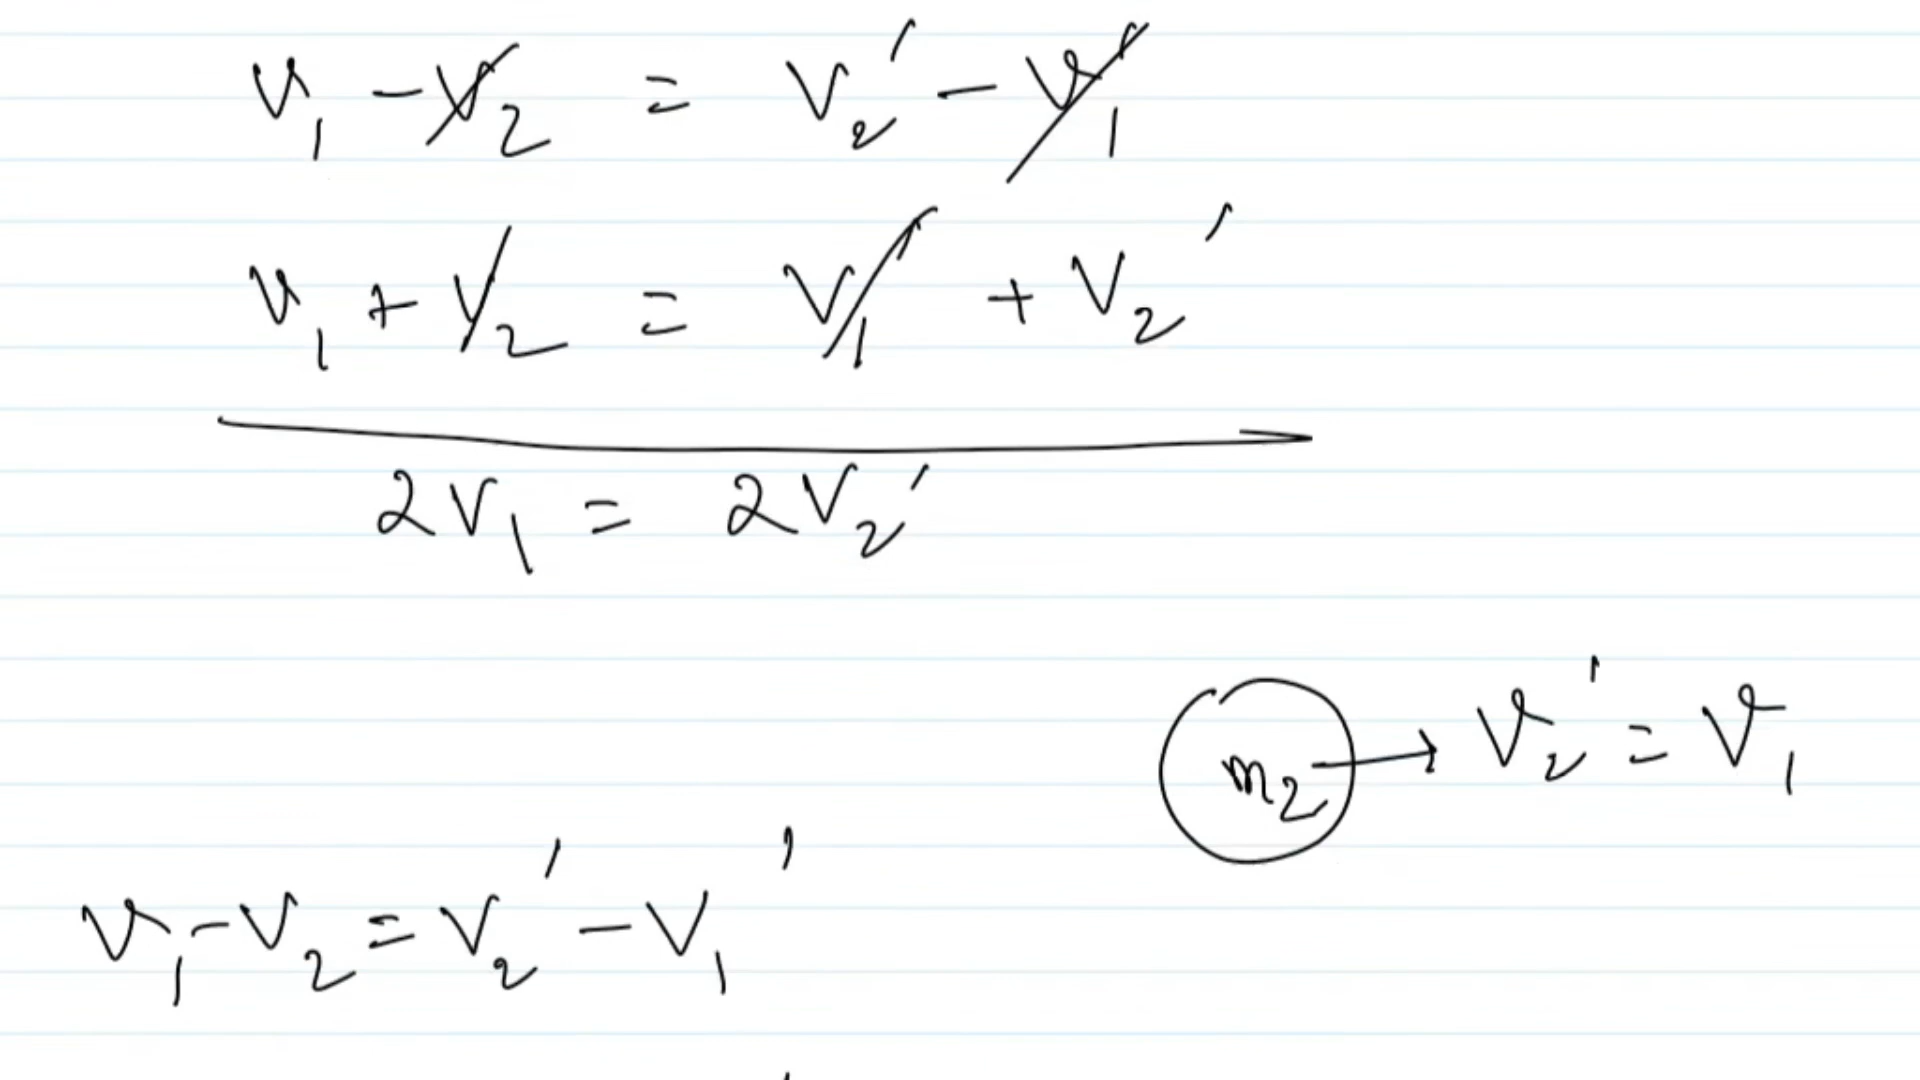 v₁ - v₂ = v₂' - v₁'
v₁ + v₂ = v₁' + v₂'
2v₁ = 2v₂'
m₂ → v₂' = v₁
v₁ - v₂ = v₂' - v₁'